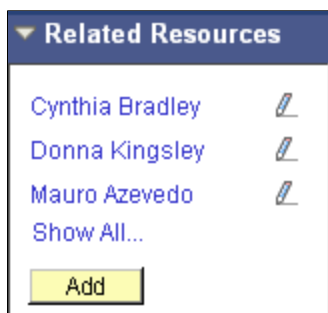 Related Resources
Cynthia Bradley
Donna Kingsley
Mauro Azevedo
Show All...
Add